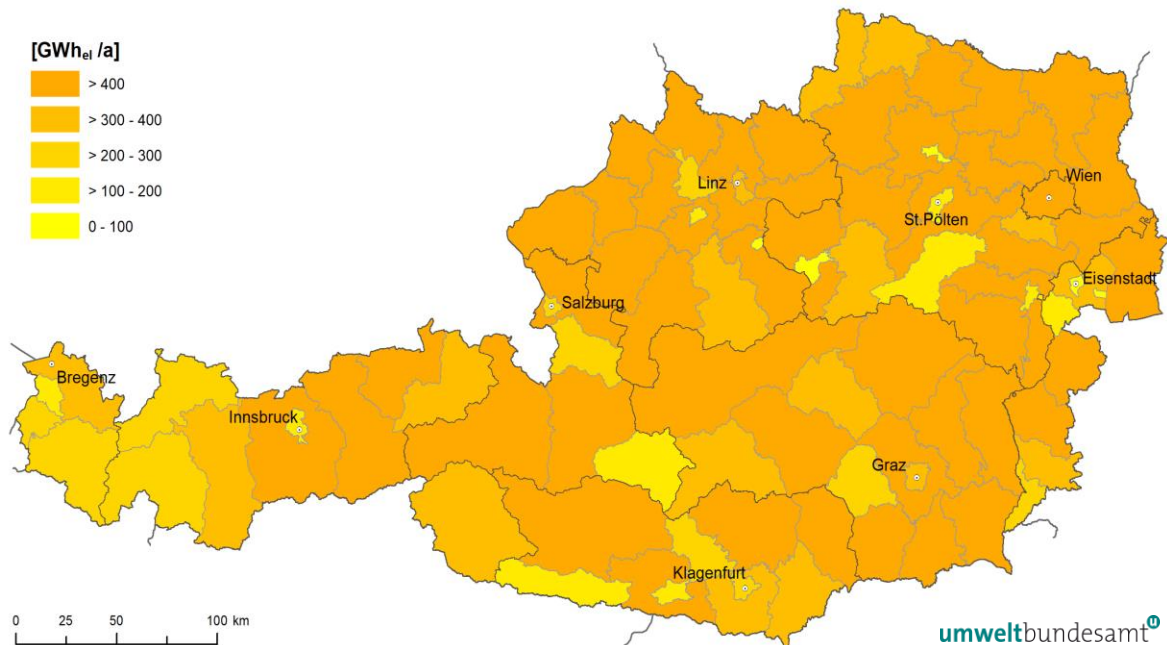 [GWhel /a]
> 400
> 300 - 400
> 200 - 300
> 100 - 200
0 - 100
Linz
Wien
St.Pölten
Eisenstadt
Salzburg
Bregenz
Innsbruck
Graz
Klagenfurt
0 25 50 100 km
umweltbundesamt u